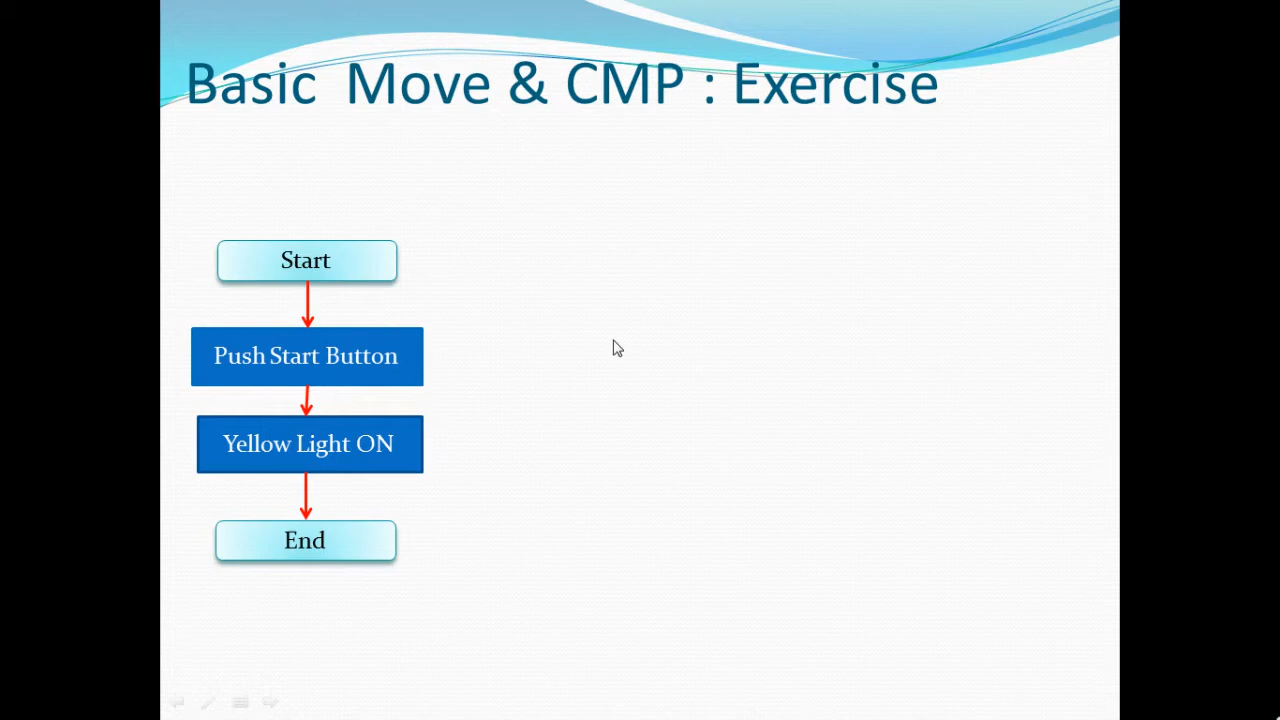 Basic Move & CMP : Exercise
Start
Push Start Button
Yellow Light ON
End